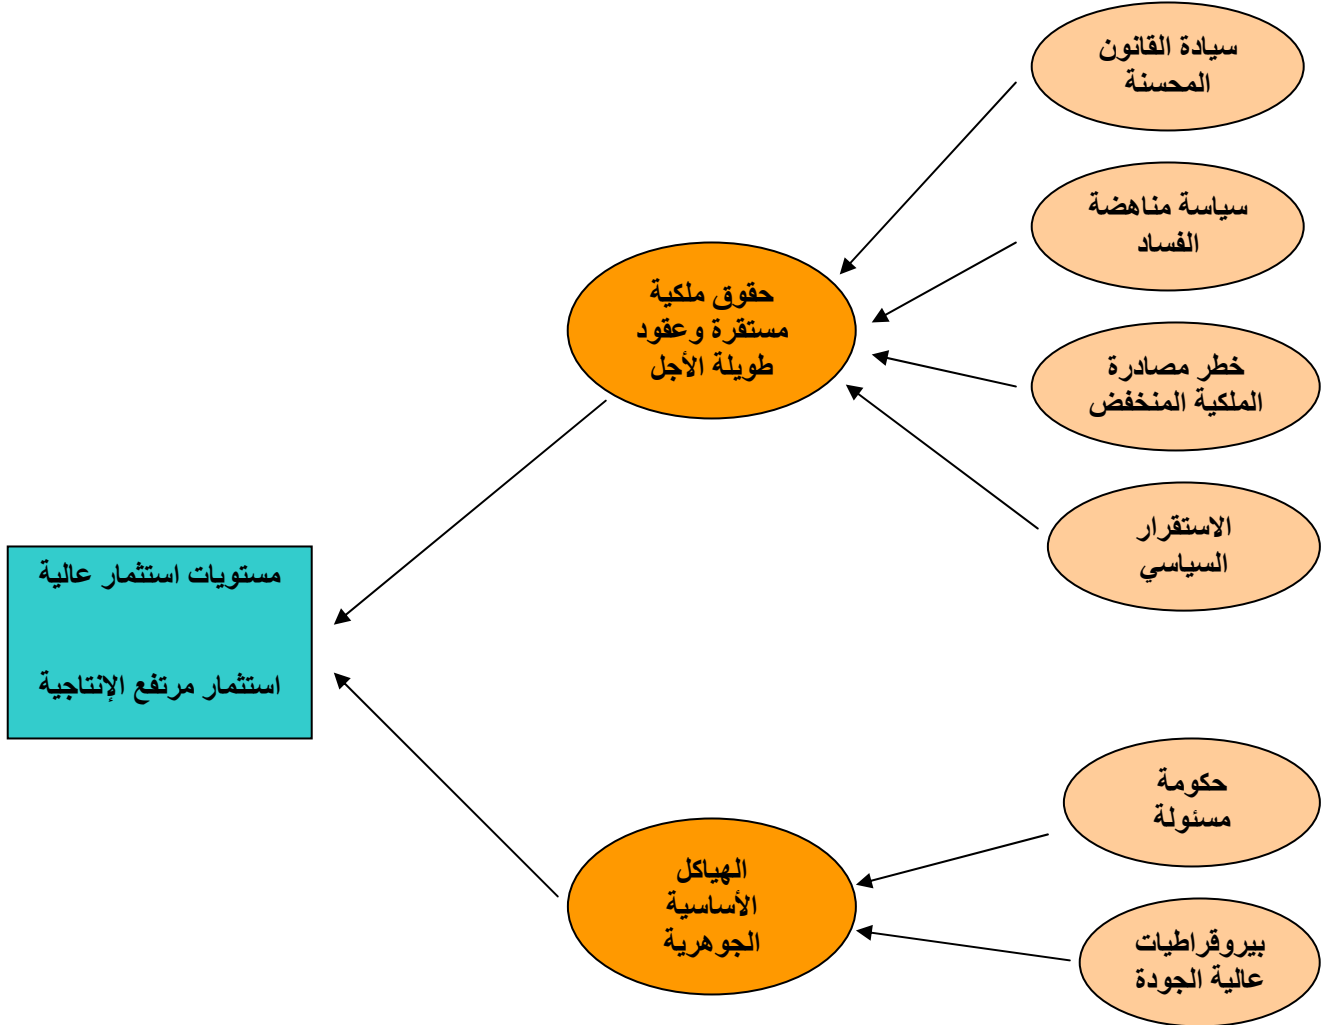 سيادة القانون
المحسنة
سياسة مناهضة
الفساد
حقوق ملكية
مستقرة وعقود
طويلة الأجل
خطر مصادرة
الملكية المنخفض
الاستقرار
السياسي
مستويات استثمار عالية
استثمار مرتفع الإنتاجية
حكومة
مسئولة
الهياكل
الأساسية
الجوهرية
بيروقراطيات
عالية الجودة